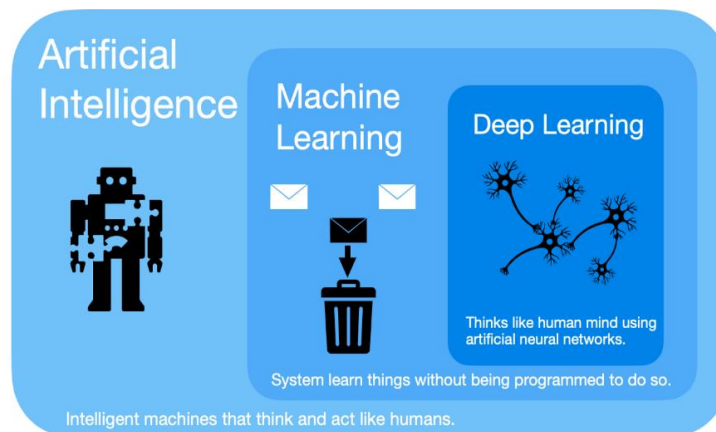 Artificial
Intelligence
Machine
Learning
Deep Learning
Thinks like human mind using
artificial neural networks.
System learn things without being programmed to do so.
Intelligent machines that think and act like humans.